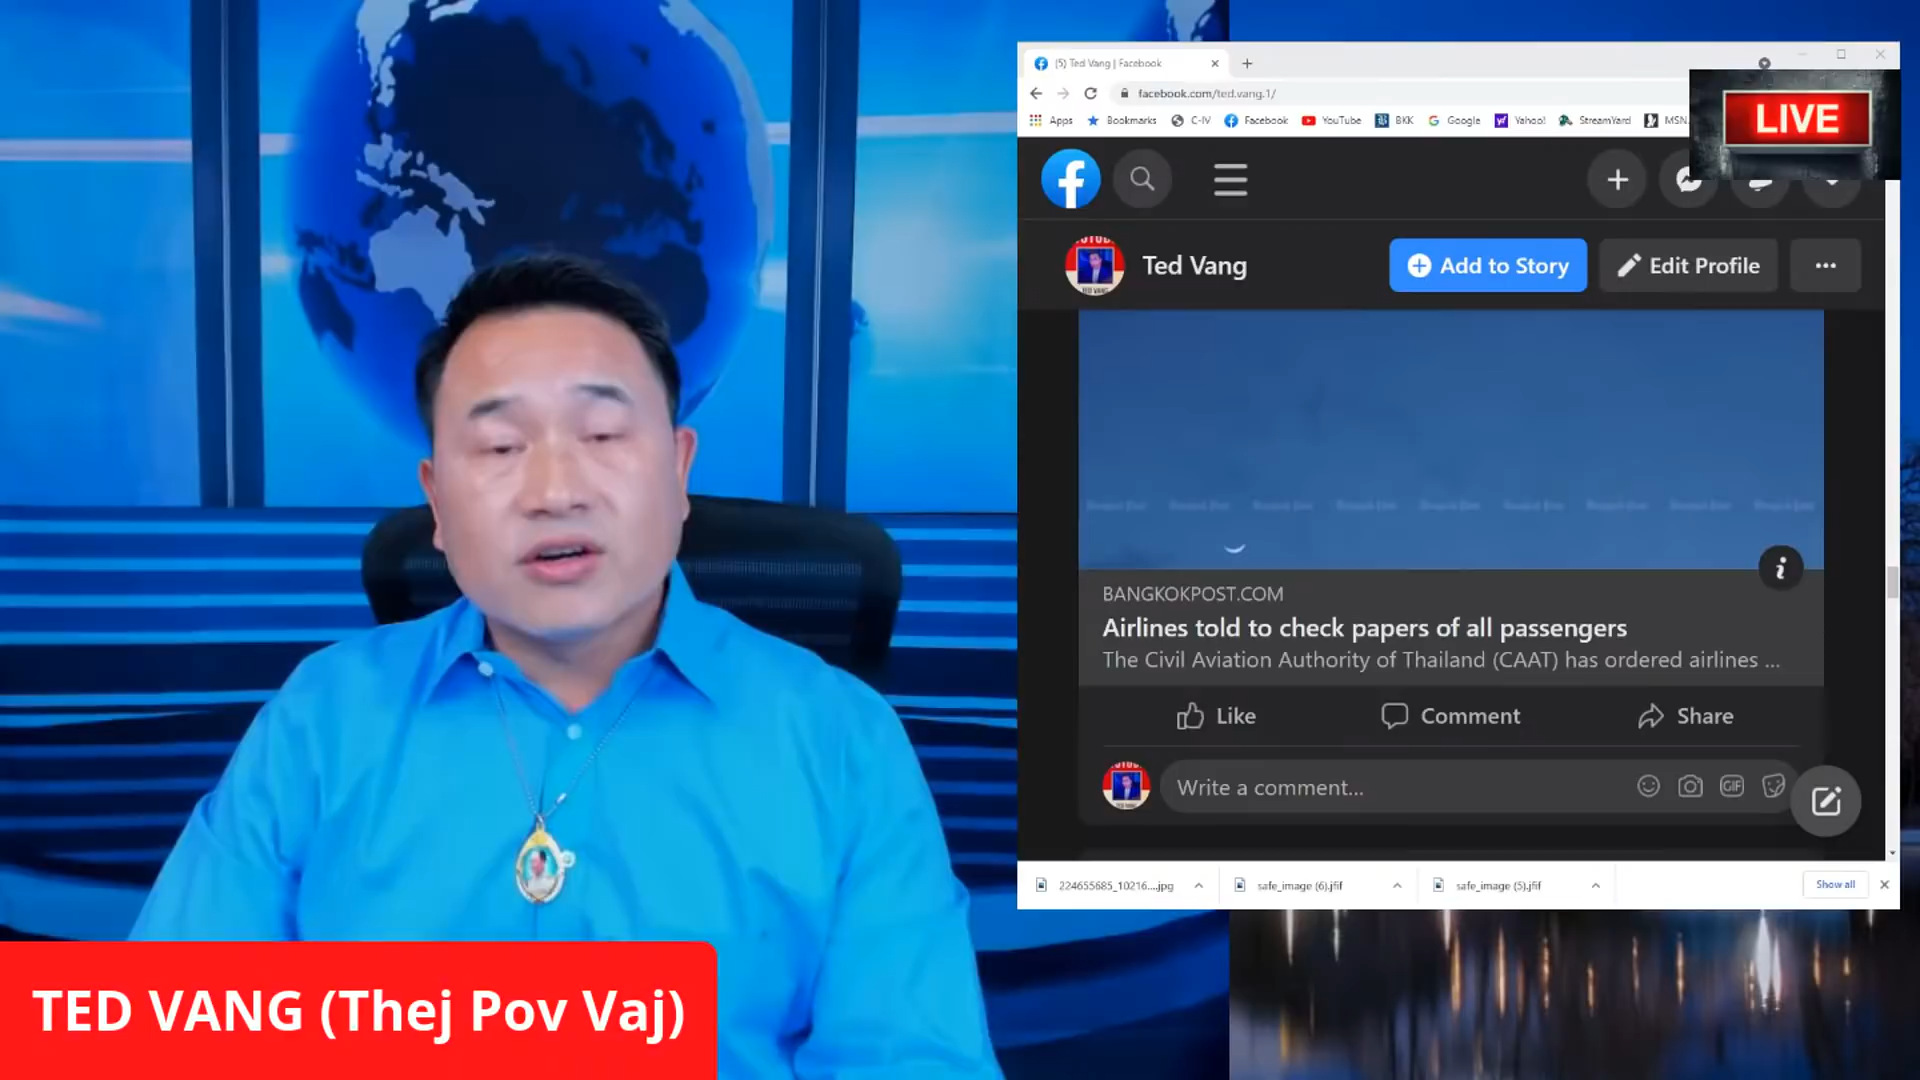 (5) Ted Vang | Facebook
facebook.com/ted.vang.1/
Apps Bookmarks C-IV Facebook YouTube BKK Google Yahoo! StreamYard MSN
LIVE
Ted Vang
Add to Story
Edit Profile
BANGKOKPOST.COM
Airlines told to check papers of all passengers
The Civil Aviation Authority of Thailand (CAAT) has ordered airlines ...
Like Comment Share
Write a comment...
GIF
224655685_10216....jpg safe_image (6).jfif safe_image (5).jfif Show all
TED VANG (Thej Pov Vaj)